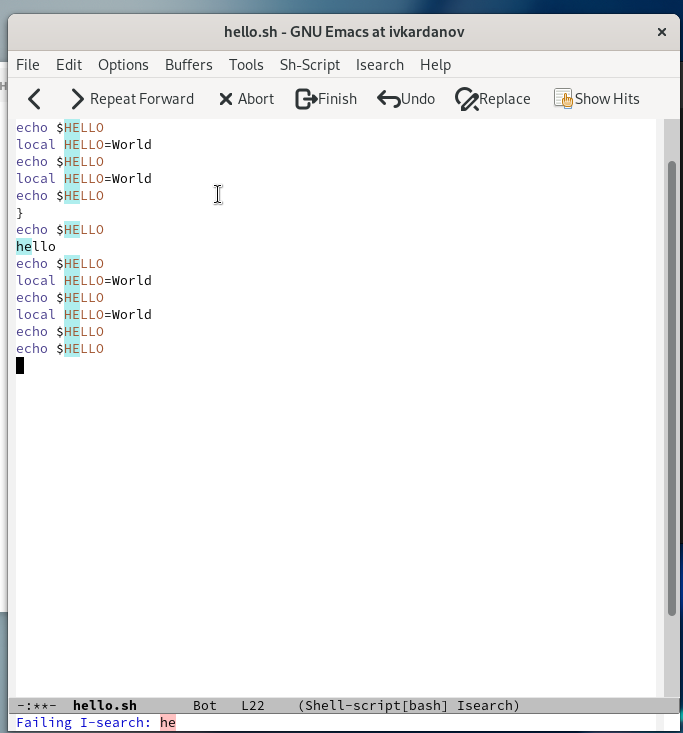 hello.sh - GNU Emacs at ivkardanov
File Edit Options Buffers Tools Sh-Script Isearch Help
Repeat Forward Abort Finish Undo Replace Show Hits
echo $HELLO
local HELLO=World
echo $HELLO
local HELLO=World
echo $HELLO
}
echo $HELLO
hello
echo $HELLO
local HELLO=World
echo $HELLO
local HELLO=World
echo $HELLO
echo $HELLO
-:**- hello.sh Bot L22 (Shell-script[bash] Isearch)
Failing I-search: he